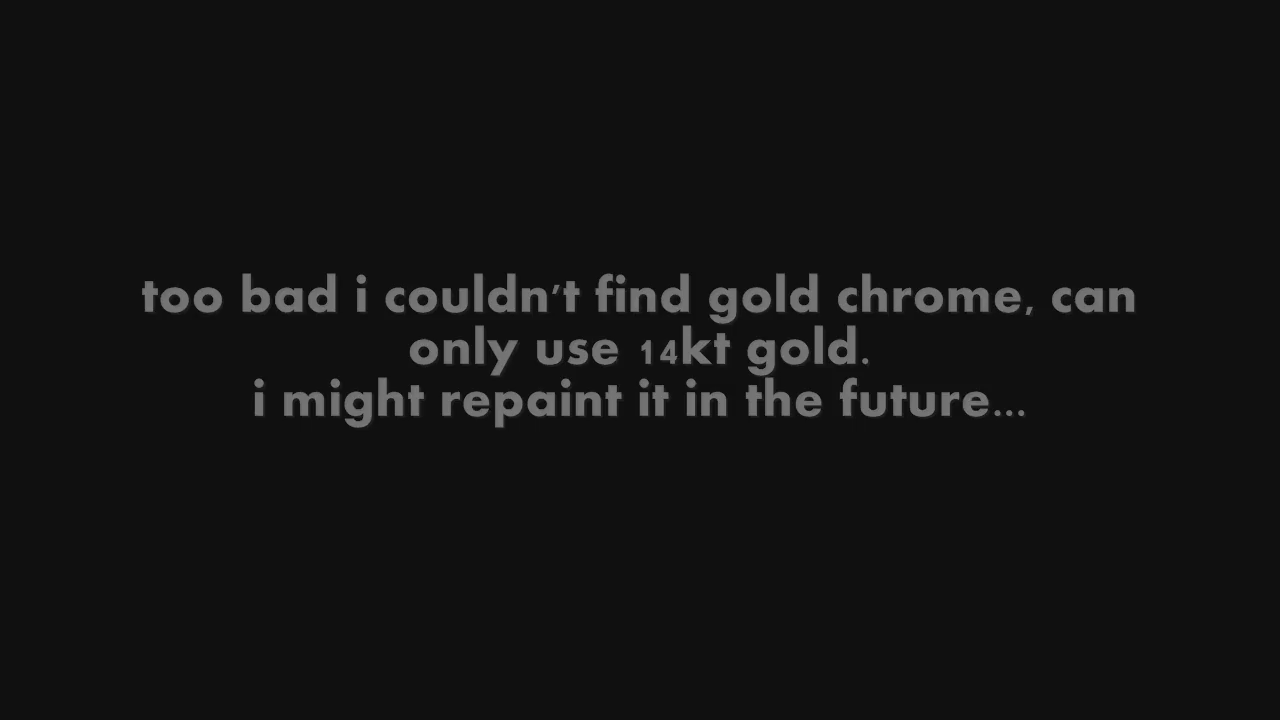 too bad i couldn't find gold chrome, can
only use 14kt gold.
i might repaint it in the future...